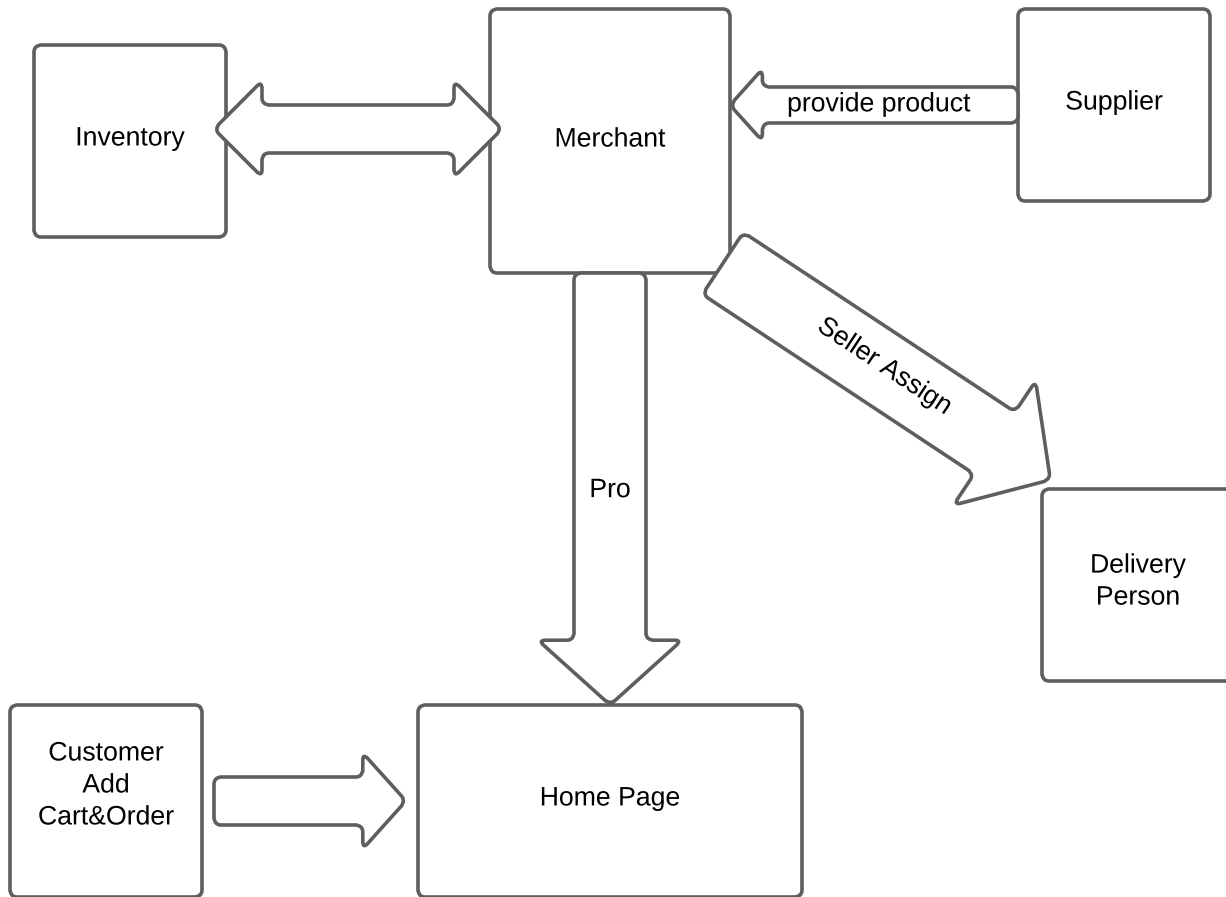 Inventory
Merchant
provide product
Supplier
Seller Assign
Pro
Delivery
Person
Customer
Add
Cart&Order
Home Page